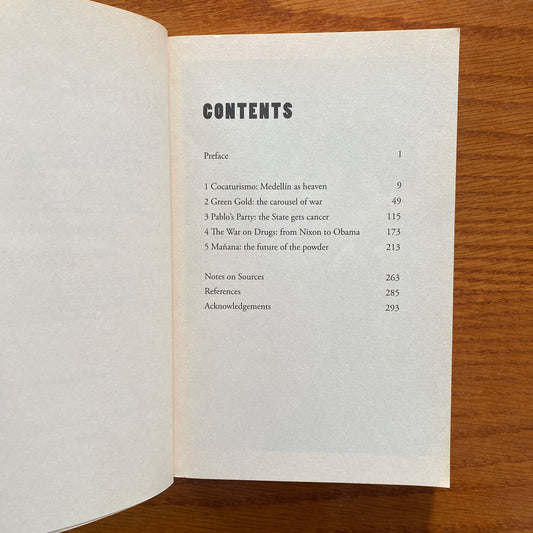 CONTENTS
Preface 1
1 Cocaturismo: Medellín as heaven 9
2 Green Gold: the carousel of war 49
3 Pablo's Party: the State gets cancer 115
4 The War on Drugs: from Nixon to Obama 173
5 Mañana: the future of the powder 213
Notes on Sources 263
References 285
Acknowledgements 293